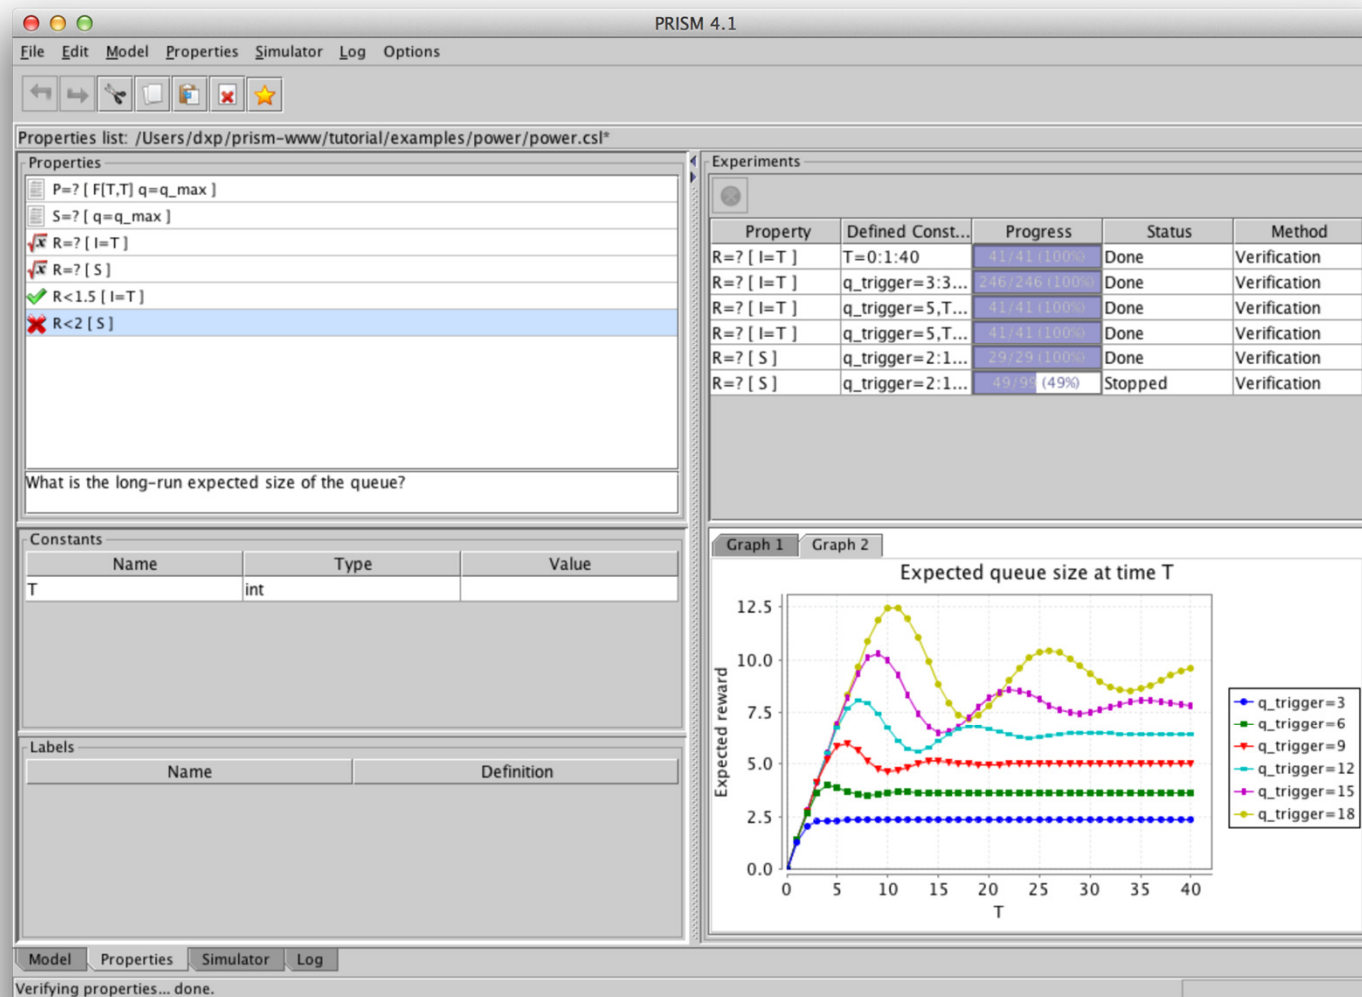 PRISM 4.1
File Edit Model Properties Simulator Log Options
Properties list: /Users/dxp/prism-www/tutorial/examples/power/power.csl*
Properties
P=? [ F[T,T] q=q_max ]
S=? [ q=q_max ]
R=? [ I=T ]
R=? [ S ]
R<1.5 [ I=T ]
R<2 [ S ]
What is the long-run expected size of the queue?
Constants
Name Type Value
T int
Labels
Name Definition
Experiments
Property Defined Const... Progress Status Method
R=? [ I=T ] T=0:1:40 41/41 (100%) Done Verification
R=? [ I=T ] q_trigger=3:3... 246/246 (100%) Done Verification
R=? [ I=T ] q_trigger=5,T... 41/41 (100%) Done Verification
R=? [ I=T ] q_trigger=5,T... 41/41 (100%) Done Verification
R=? [ S ] q_trigger=2:1... 29/29 (100%) Done Verification
R=? [ S ] q_trigger=2:1... 49/99 (49%) Stopped Verification
Graph 1 Graph 2
Expected queue size at time T
Expected reward
12.5
10.0
7.5
5.0
2.5
0.0
0 5 10 15 20 25 30 35 40
T
q_trigger=3
q_trigger=6
q_trigger=9
q_trigger=12
q_trigger=15
q_trigger=18
Model Properties Simulator Log
Verifying properties... done.